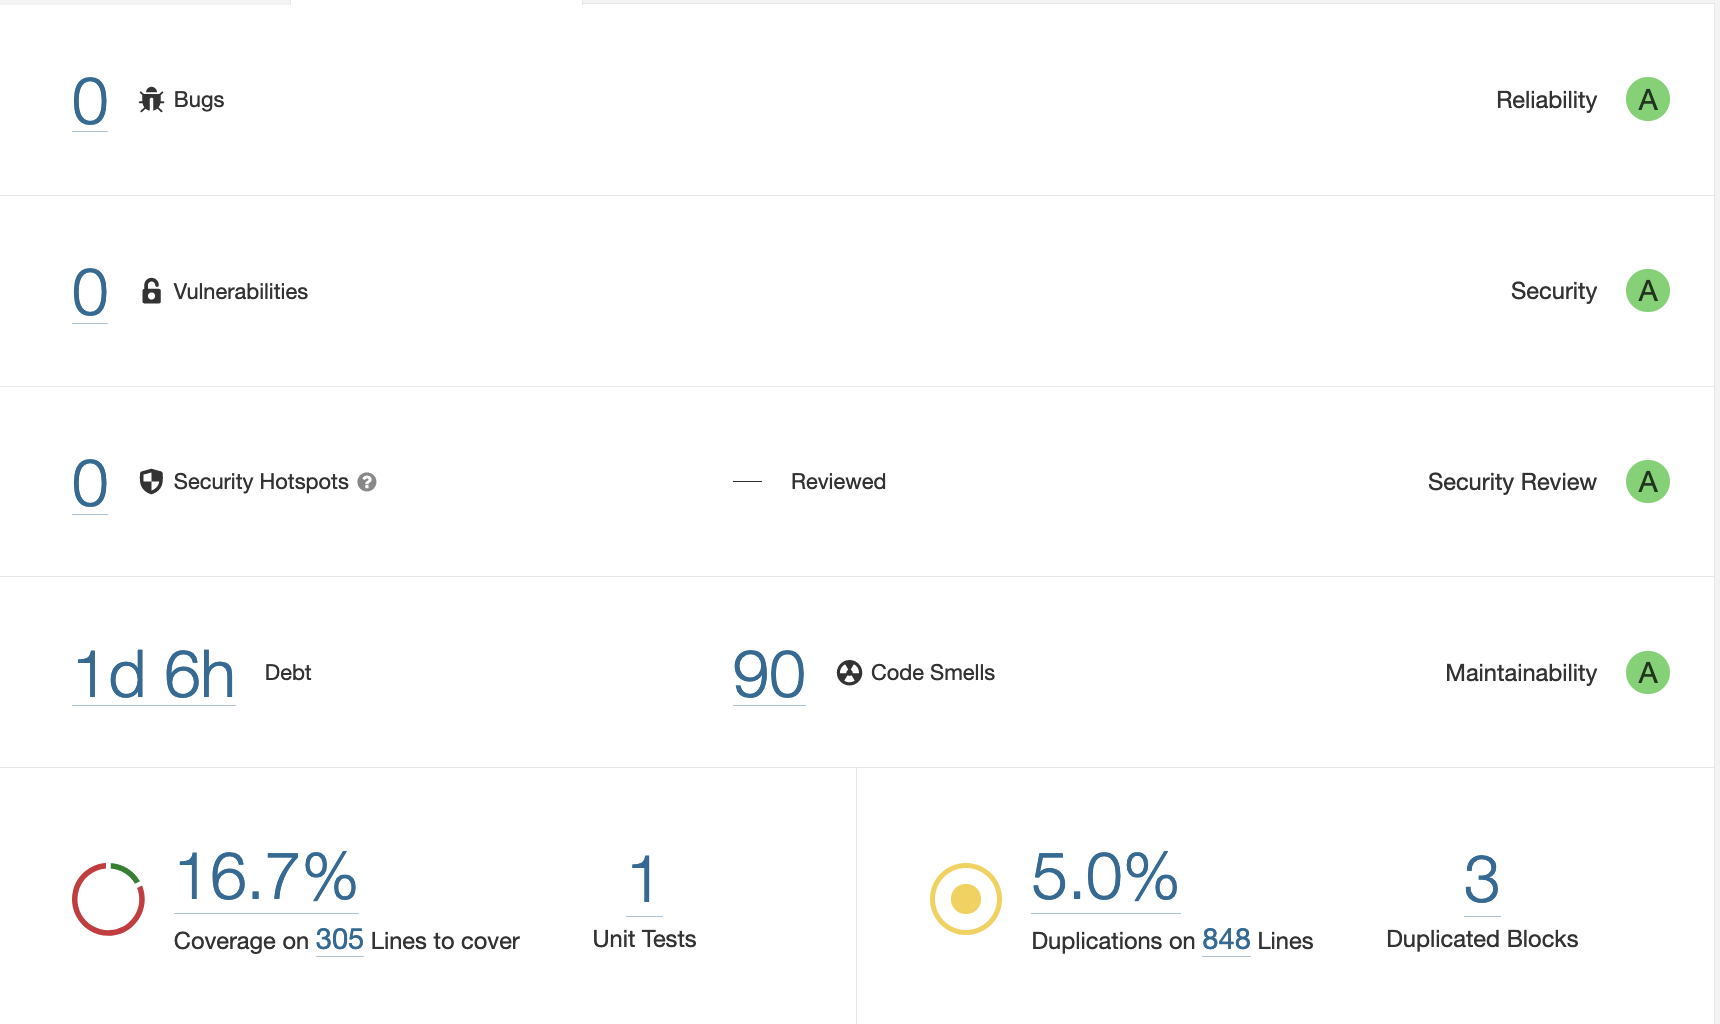 0 Bugs Reliability A
0 Vulnerabilities Security A
0 Security Hotspots ? — Reviewed Security Review A
1d 6h Debt 90 Code Smells Maintainability A
16.7%
Coverage on 305 Lines to cover
1
Unit Tests
5.0%
Duplications on 848 Lines
3
Duplicated Blocks